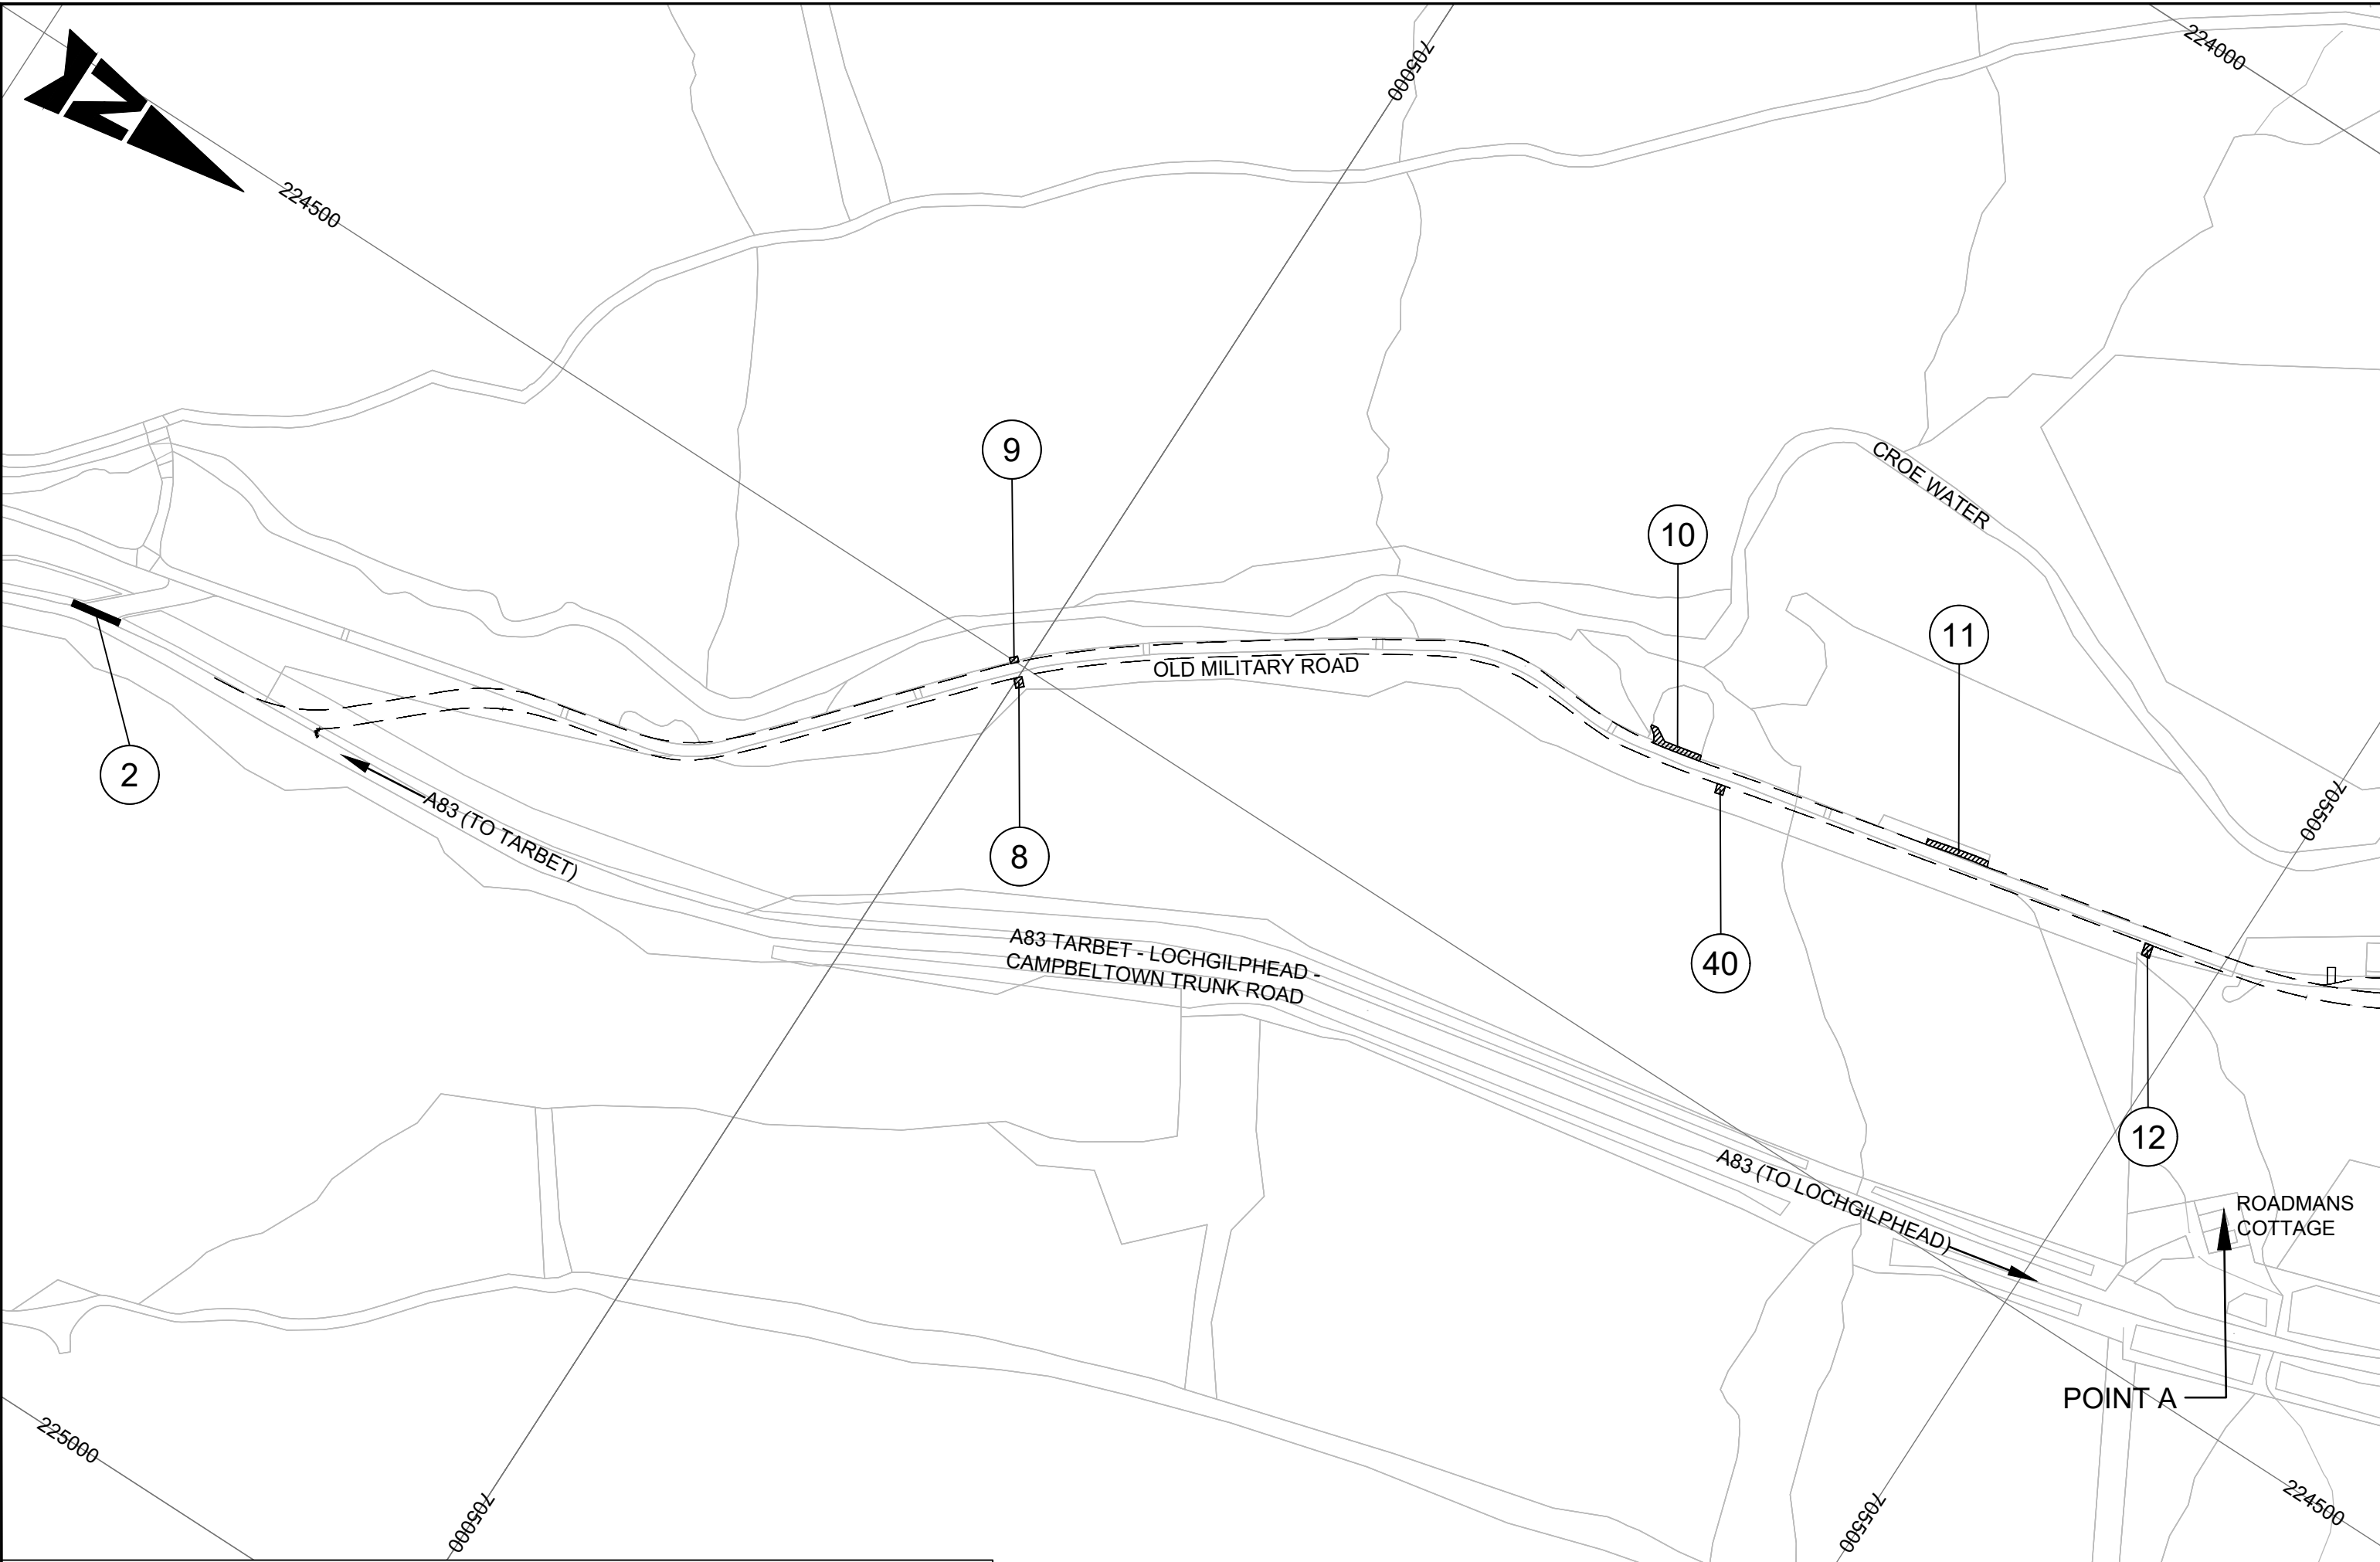 N
224000
705000
224500
9
CROE WATER
10
11
OLD MILITARY ROAD
2
A83 (TO TARBET)
705500
8
A83 TARBET - LOCHGILPHEAD -
CAMPBELTOWN TRUNK ROAD
40
12
A83 (TO LOCHGILPHEAD)
ROADMANS
COTTAGE
POINT A
225000
705000
705500
224500